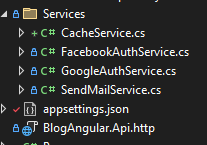 Services
C# CacheService.cs
C# FacebookAuthService.cs
C# GoogleAuthService.cs
C# SendMailService.cs
appsettings.json
BlogAngular.Api.http